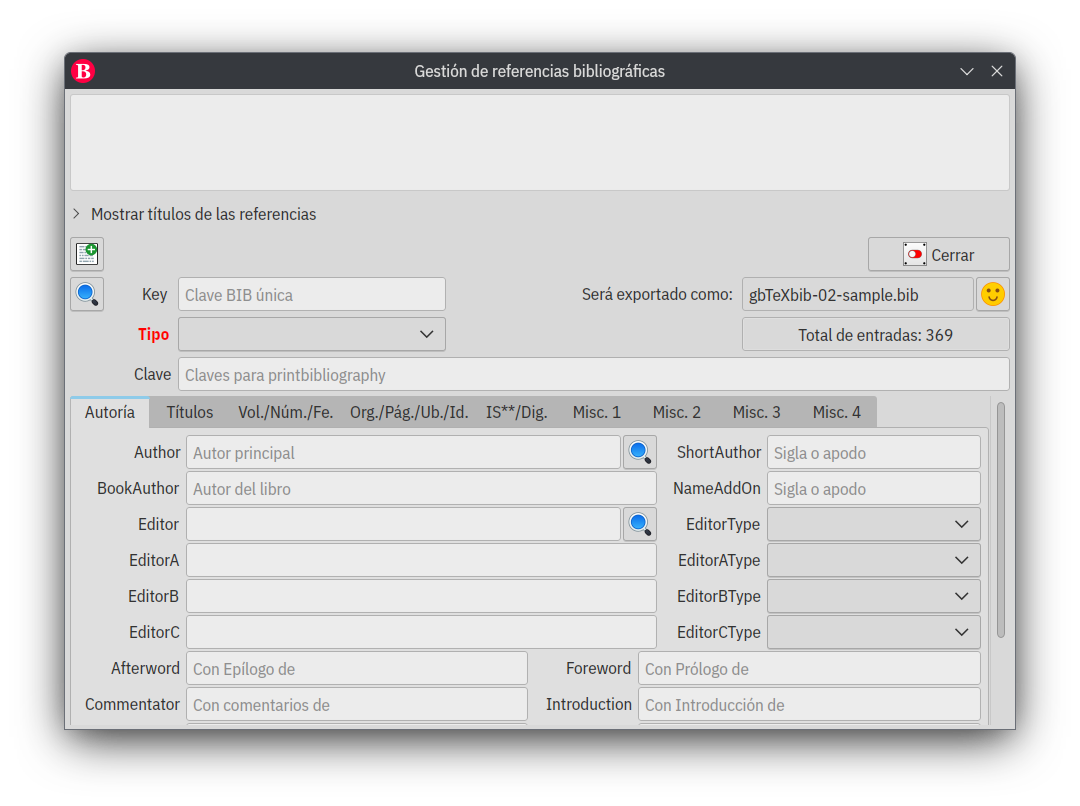 B Gestión de referencias bibliográficas
Mostrar títulos de las referencias
Cerrar
Key Clave BIB única Será exportado como: gbTeXbib-02-sample.bib
Tipo Total de entradas: 369
Clave Claves para printbibliography
Autoría Títulos Vol./Núm./Fe. Org./Pág./Ub./Id. IS**/Dig. Misc. 1 Misc. 2 Misc. 3 Misc. 4
Author Autor principal ShortAuthor Sigla o apodo
BookAuthor Autor del libro NameAddOn Sigla o apodo
Editor EditorType
EditorA EditorAType
EditorB EditorBType
EditorC EditorCType
Afterword Con Epílogo de Foreword Con Prólogo de
Commentator Con comentarios de Introduction Con Introducción de